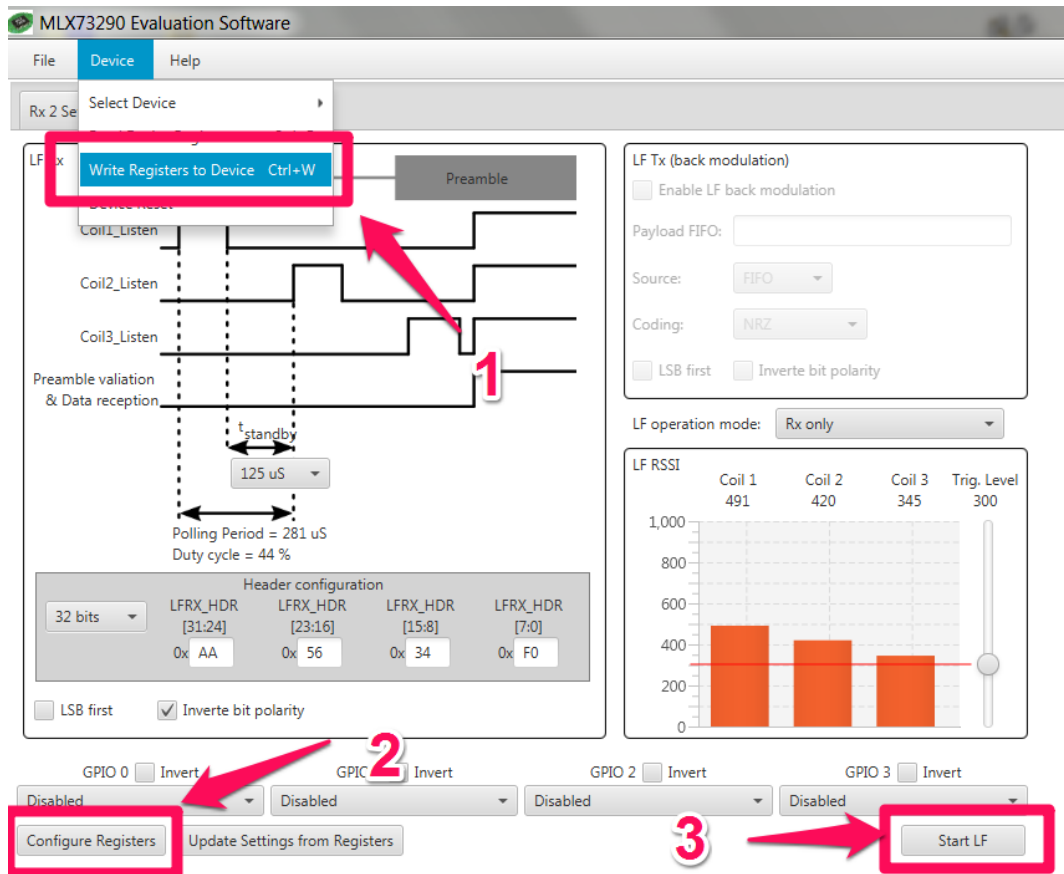 MLX73290 Evaluation Software
File Device Help
Rx 2 Se
Select Device
Write Registers to Device Ctrl+W
Device Reset
Preamble
Coil1_Listen
Coil2_Listen
Coil3_Listen
Preamble valiation
& Data reception
1
tstandby
125 uS
Polling Period = 281 uS
Duty cycle = 44 %
Header configuration
32 bits
LFRX_HDR LFRX_HDR LFRX_HDR LFRX_HDR
[31:24] [23:16] [15:8] [7:0]
0x AA 0x 56 0x 34 0x F0
LSB first Inverte bit polarity
LF Tx (back modulation)
Enable LF back modulation
Payload FIFO:
Source: FIFO
Coding: NRZ
LSB first Inverte bit polarity
LF operation mode: Rx only
LF RSSI
Coil 1 Coil 2 Coil 3 Trig. Level
491 420 345 300
1,000
800
600
400
200
0
2
GPIO 0 Invert Invert GPIO 2 Invert GPIO 3 Invert
Disabled Disabled Disabled Disabled
3
Configure Registers Update Settings from Registers Start LF